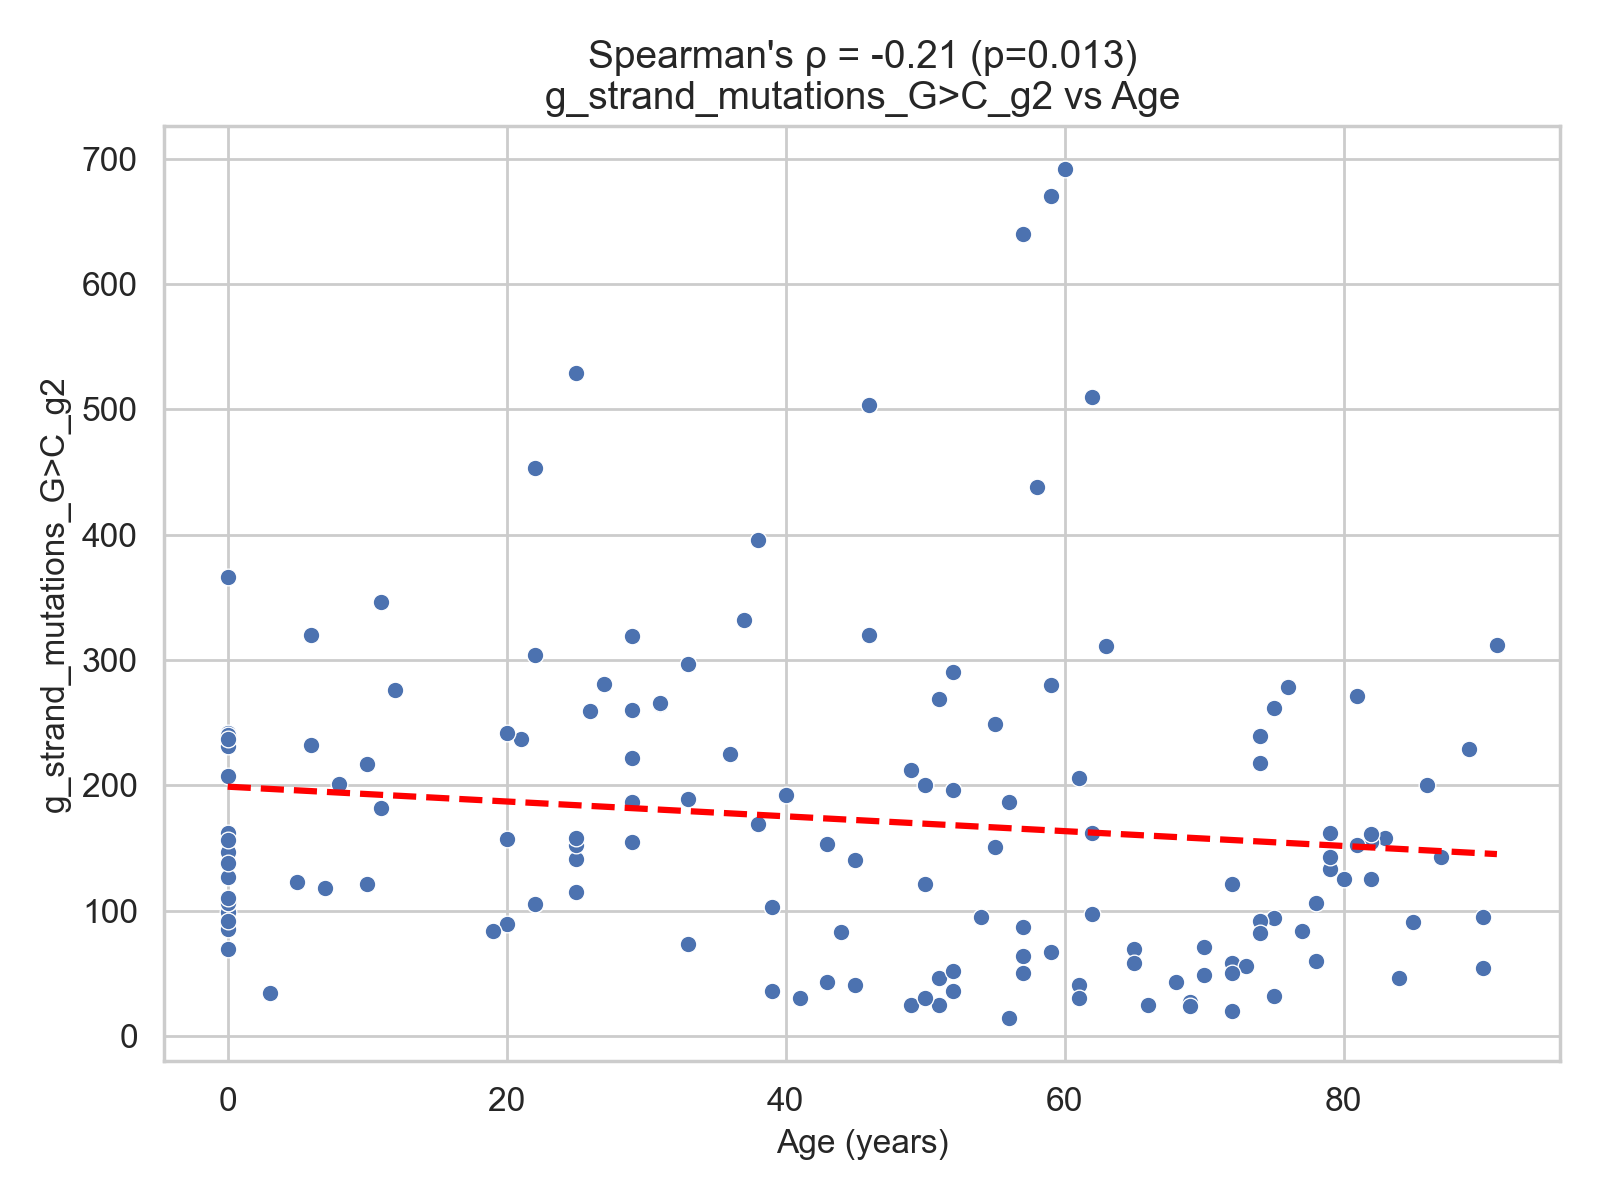 Spearman's ρ = -0.21 (p=0.013)
g_strand_mutations_G>C_g2 vs Age
700
600
500
400
300
200
100
0
g_strand_mutations_G>C_g2
0 20 40 60 80
Age (years)